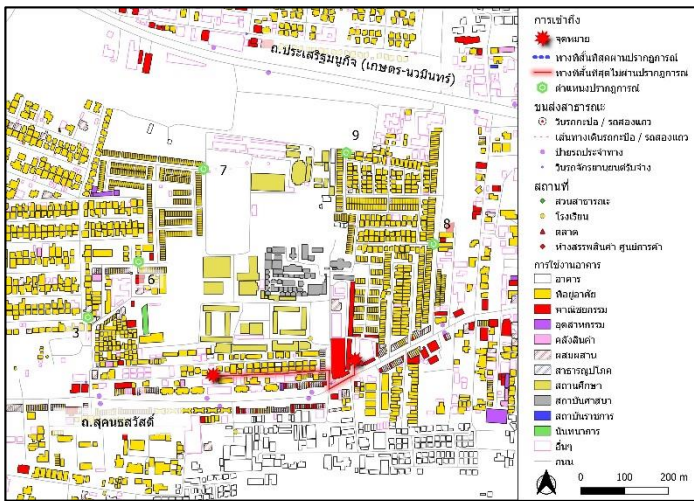 ถ.ประเสริฐมนูกิจ (เกษตร-นวมินทร์)
9
7
8
6
3
ถ.สุคนธสวัสดิ์
การเข้าถึง
จุดหมาย
ทางที่สั้นที่สุดผ่านปรากฏการณ์
ทางที่สั้นที่สุดไม่ผ่านปรากฏการณ์
ตำแหน่งปรากฏการณ์
ขนส่งสาธารณะ
วินรถกะป๊อ / รถสองแถว
เส้นทางเดินรถกะป๊อ / รถสองแถว
ป้ายรถประจำทาง
วินรถจักรยานยนต์รับจ้าง
สถานที่
สวนสาธารณะ
โรงเรียน
ตลาด
ห้างสรรพสินค้า ศูนย์การค้า
การใช้งานอาคาร
อาคาร
ที่อยู่อาศัย
พาณิชยกรรม
อุตสาหกรรม
คลังสินค้า
ผสมผสาน
สาธารณูปโภค
สถานศึกษา
สถาบันศาสนา
สถาบันราชการ
นันทนาการ
อื่นๆ
ถนน
0 100 200 m